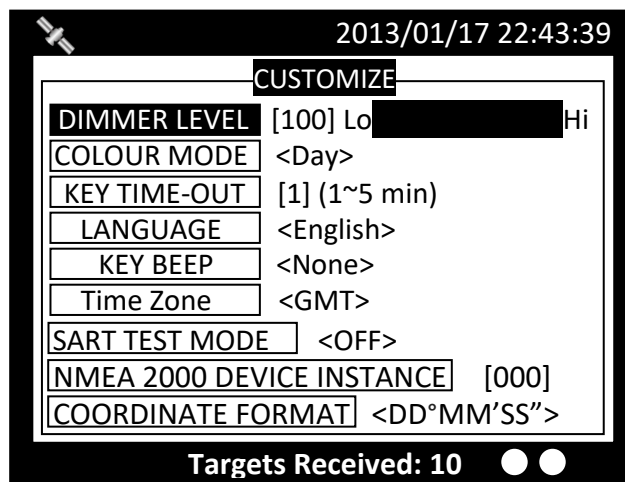 2013/01/17 22:43:39
CUSTOMIZE
DIMMER LEVEL [100] Lo Hi
COLOUR MODE <Day>
KEY TIME-OUT [1] (1~5 min)
LANGUAGE <English>
KEY BEEP <None>
Time Zone <GMT>
SART TEST MODE <OFF>
NMEA 2000 DEVICE INSTANCE [000]
COORDINATE FORMAT <DD°MM’SS”>
Targets Received: 10